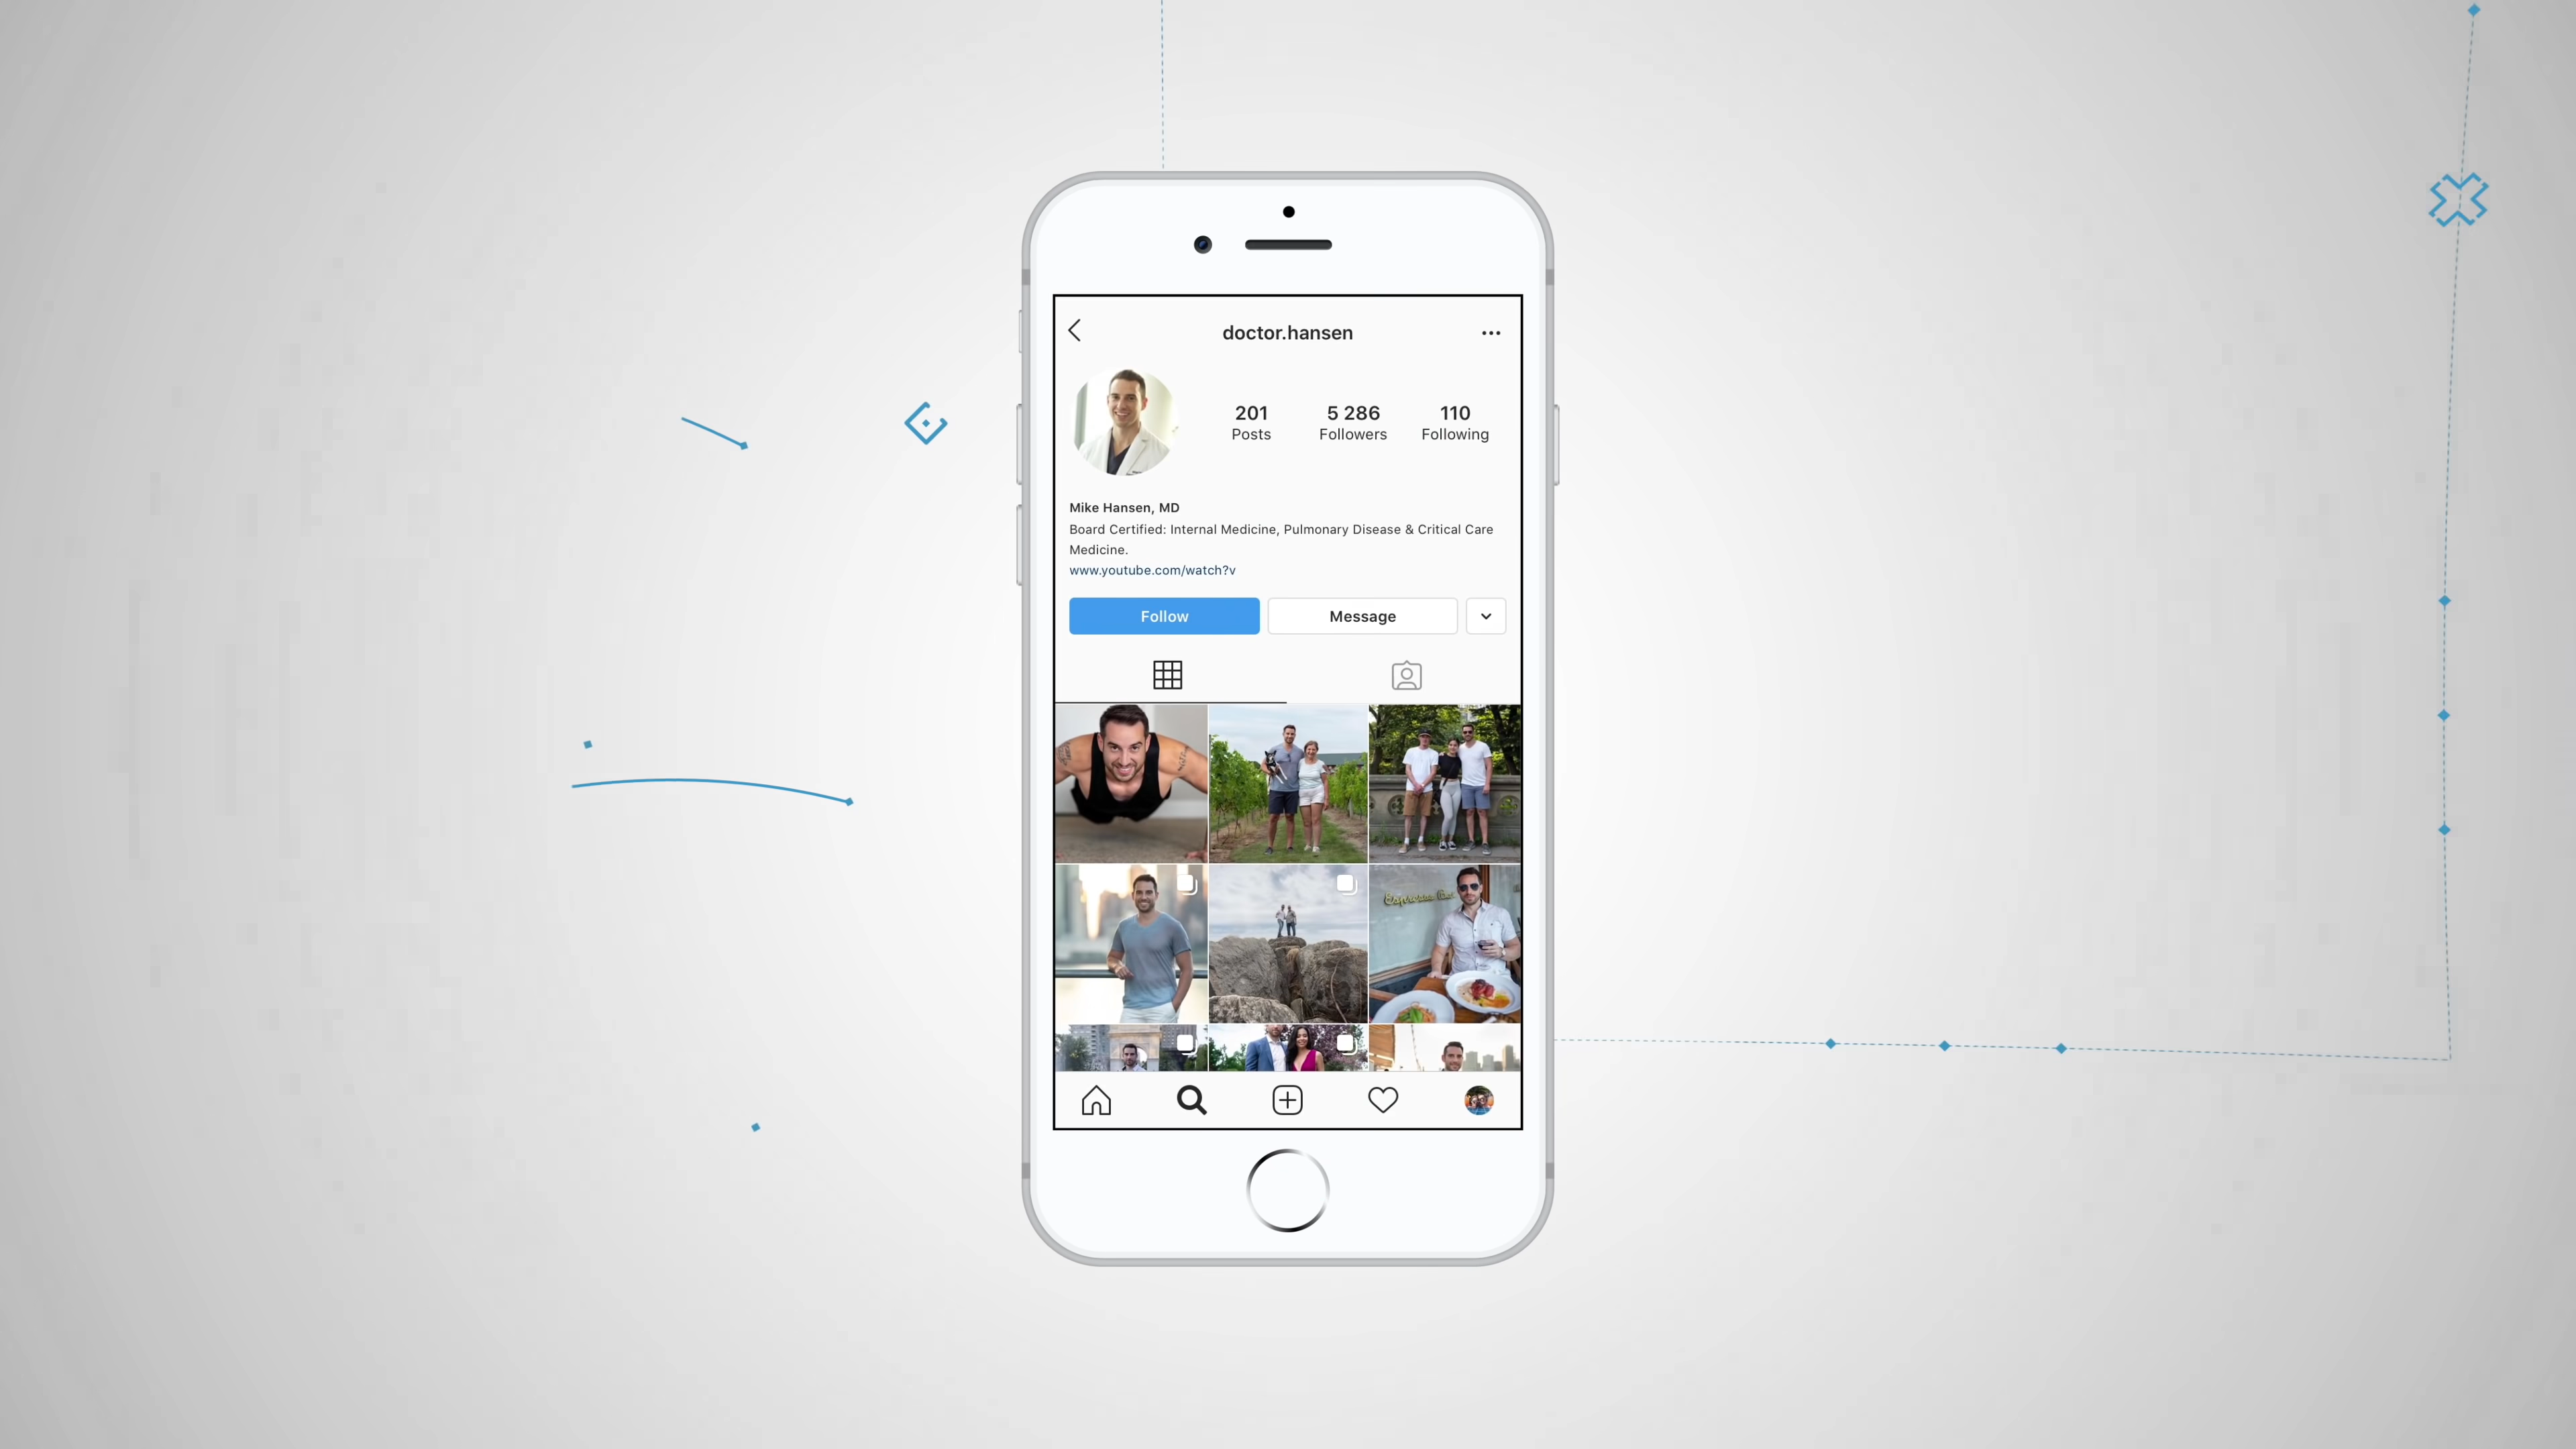 doctor.hansen
201 5 286 110
Posts Followers Following
Mike Hansen, MD
Board Certified: Internal Medicine, Pulmonary Disease & Critical Care
Medicine.
www.youtube.com/watch?v
Follow Message